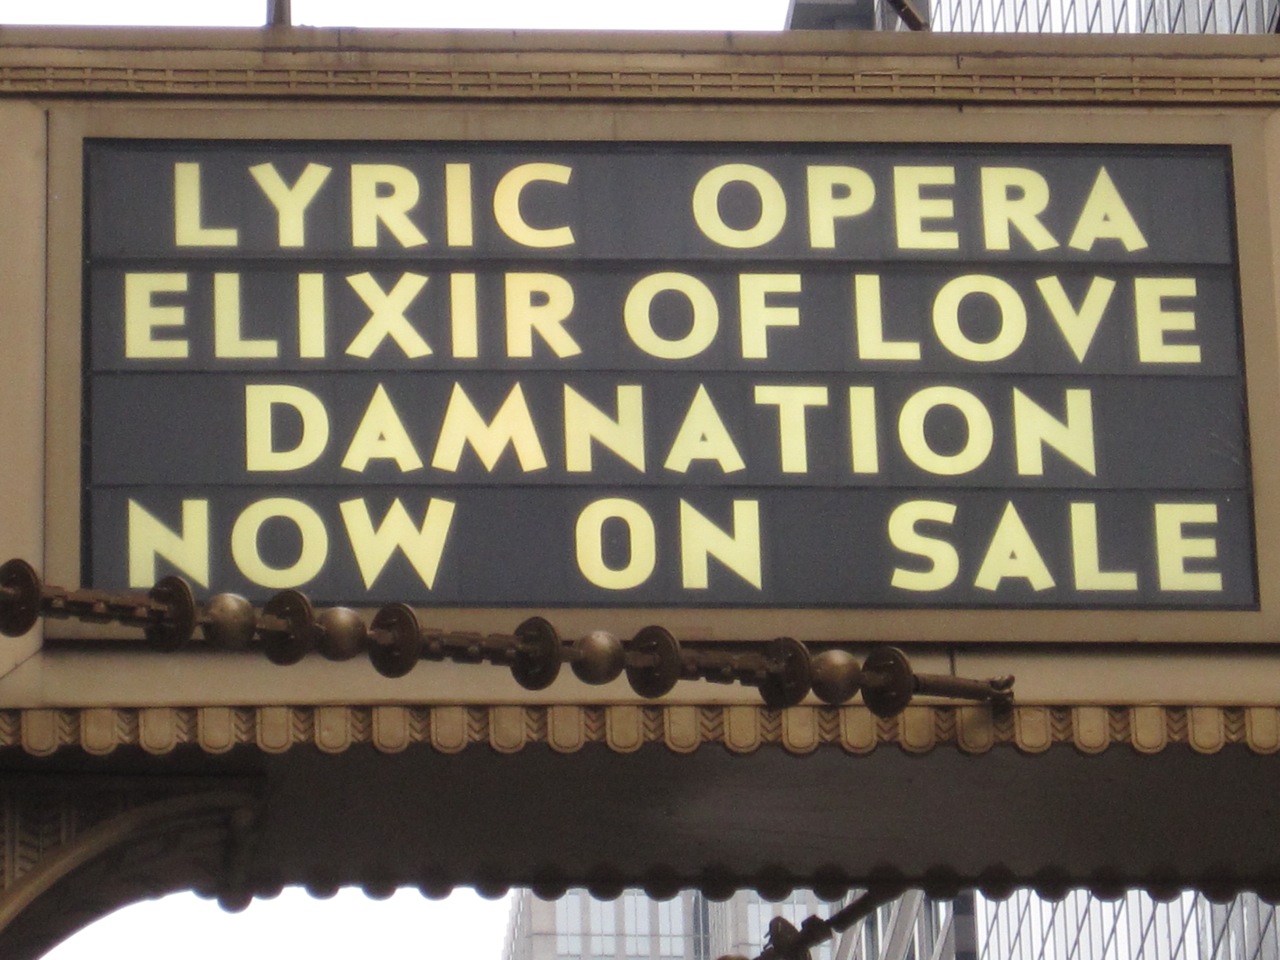 LYRIC OPERA
ELIXIR OF LOVE
DAMNATION
NOW ON SALE